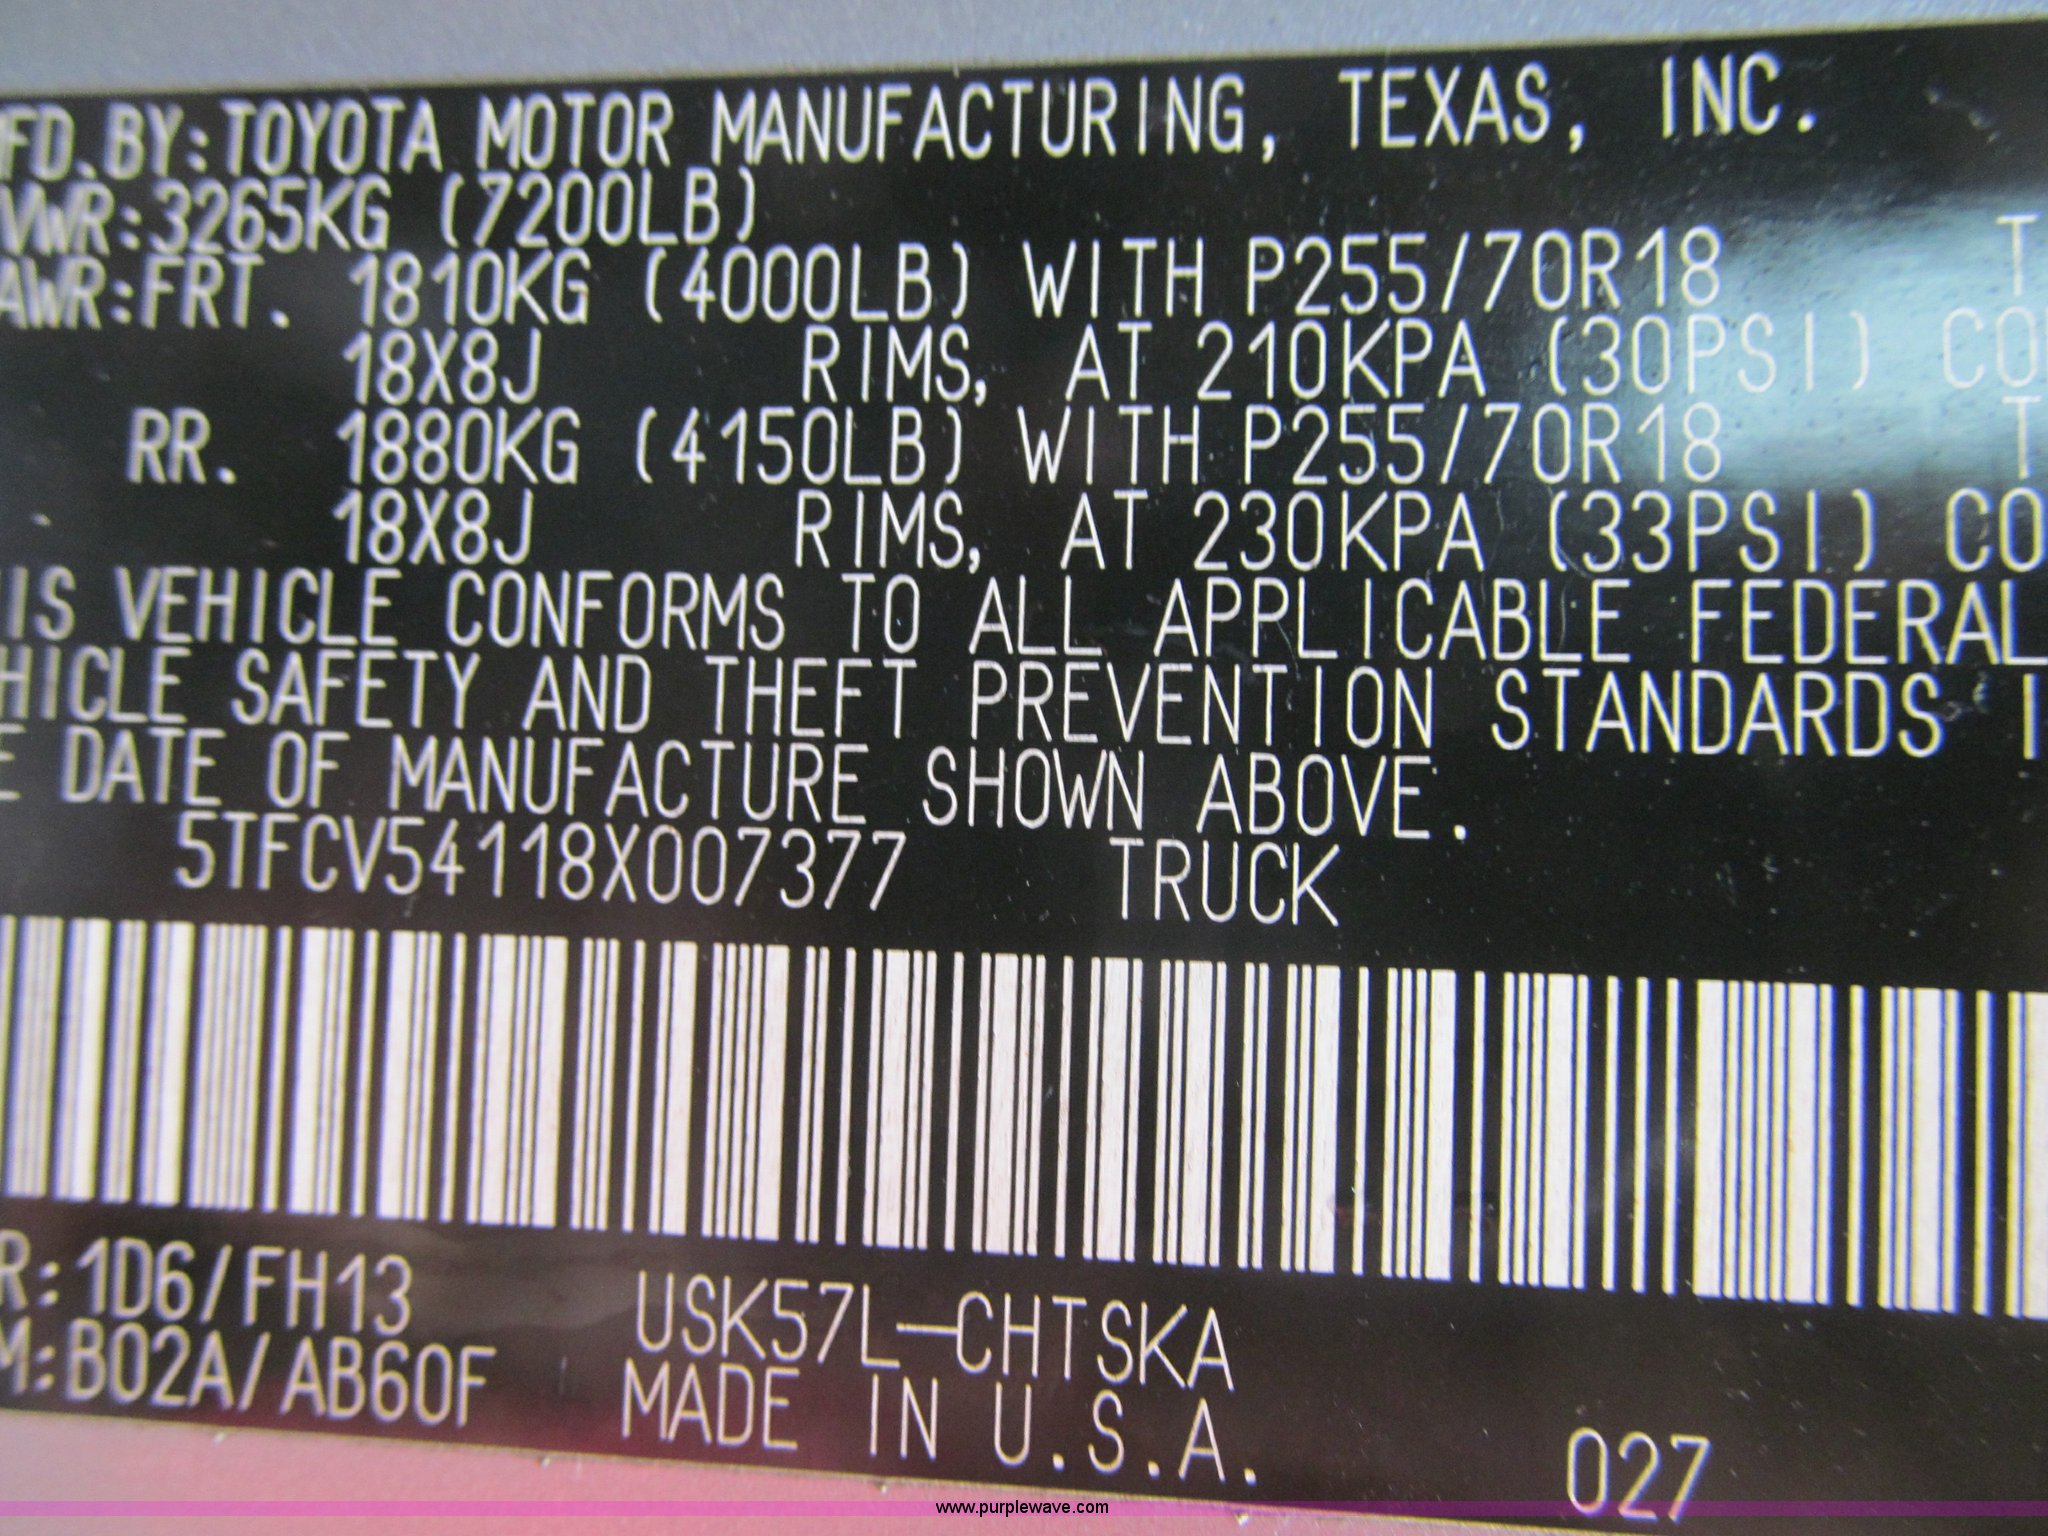 MFD. BY: TOYOTA MOTOR MANUFACTURING, TEXAS, INC.
VWR: 3265KG (7200LB)
AWR: FRT. 1810KG (4000LB) WITH P255/70R18 T
18X8J RIMS, AT 210KPA (30PSI) CO
RR. 1880KG (4150LB) WITH P255/70R18 T
18X8J RIMS, AT 230KPA (33PSI) CO
IS VEHICLE CONFORMS TO ALL APPLICABLE FEDERAL
HICLE SAFETY AND THEFT PREVENTION STANDARDS I
E DATE OF MANUFACTURE SHOWN ABOVE.
5TFCV54118X007377 TRUCK
R: 1D6/FH13 USK57L-CHTSKA
M: B02A/AB60F MADE IN U.S.A.
027
www.purplewave.com